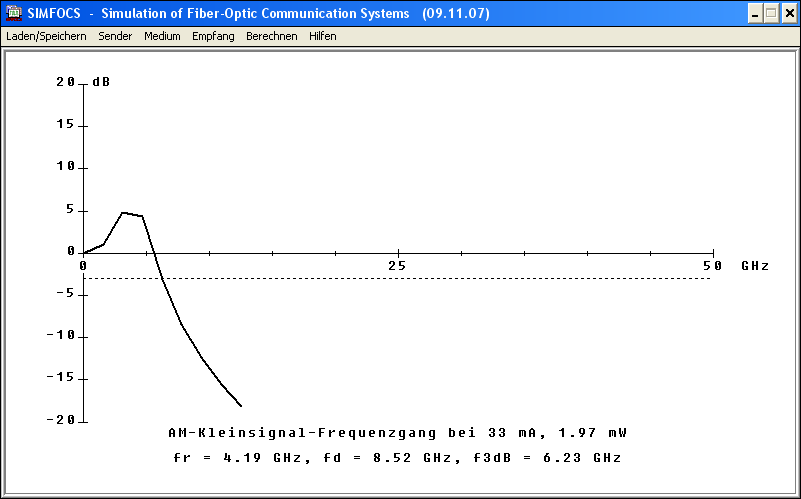 SIMFOCS - Simulation of Fiber-Optic Communication Systems (09.11.07)
Laden/Speichern Sender Medium Empfang Berechnen Hilfen
20 dB
15
10
5
0
0 25 50 GHz
-5
-10
-15
-20
AM-Kleinsignal-Frequenzgang bei 33 mA, 1.97 mW
fr = 4.19 GHz, fd = 8.52 GHz, f3dB = 6.23 GHz